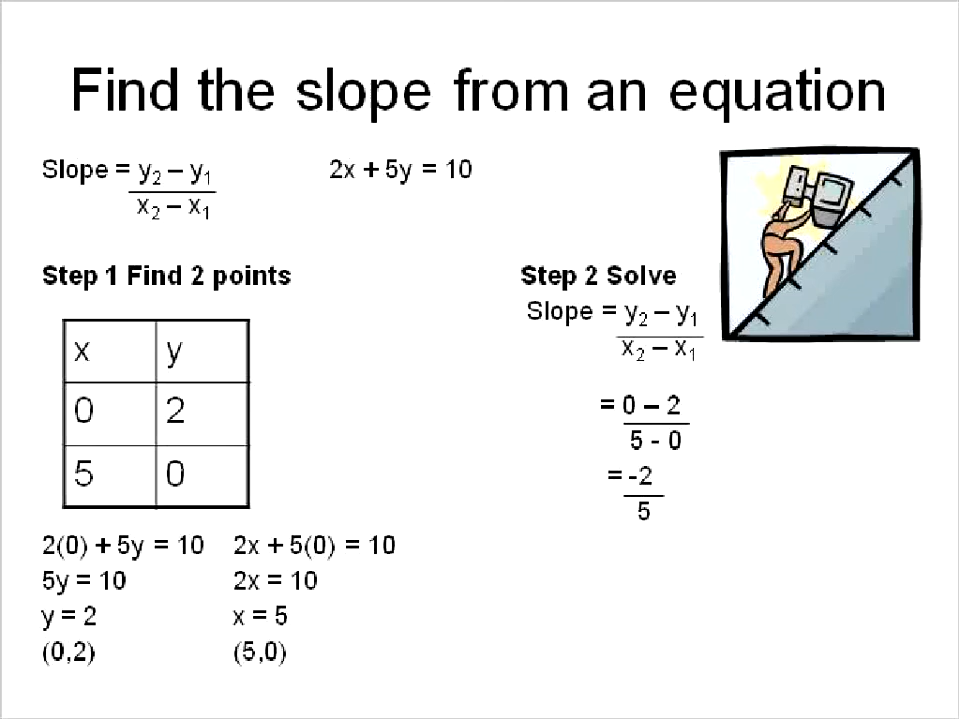 Find the slope from an equation
Slope = y₂ – y₁
x₂ – x₁
2x + 5y = 10
Step 1 Find 2 points
x y
0 2
5 0
2(0) + 5y = 10
5y = 10
y = 2
(0,2)
2x + 5(0) = 10
2x = 10
x = 5
(5,0)
Step 2 Solve
Slope = y₂ – y₁
x₂ – x₁
= 0 – 2
5 - 0
= -2
5